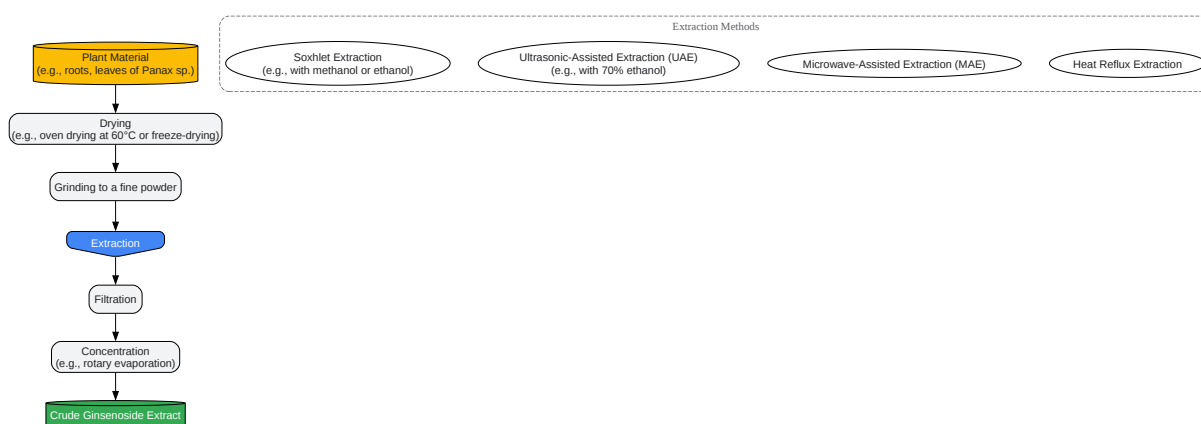 Extraction Methods
Plant Material
(e.g., roots, leaves of Panax sp.)
Soxhlet Extraction
(e.g., with methanol or ethanol)
Ultrasonic-Assisted Extraction (UAE)
(e.g., with 70% ethanol)
Microwave-Assisted Extraction (MAE)
Heat Reflux Extraction
Drying
(e.g., oven drying at 60°C or freeze-drying)
Grinding to a fine powder
Extraction
Filtration
Concentration
(e.g., rotary evaporation)
Crude Ginsenoside Extract